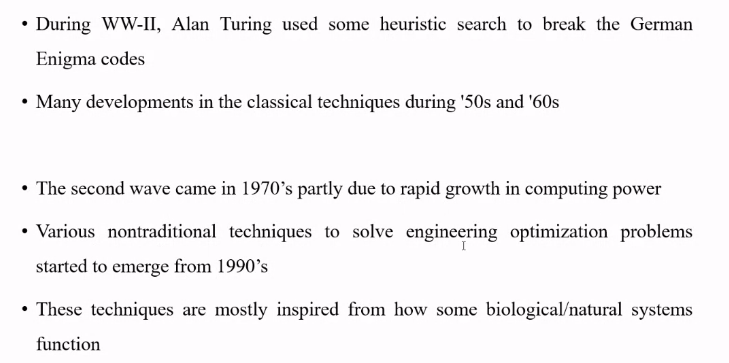 • During WW-II, Alan Turing used some heuristic search to break the German
Enigma codes
• Many developments in the classical techniques during '50s and '60s
• The second wave came in 1970’s partly due to rapid growth in computing power
• Various nontraditional techniques to solve engineering optimization problems
started to emerge from 1990’s
• These techniques are mostly inspired from how some biological/natural systems
function